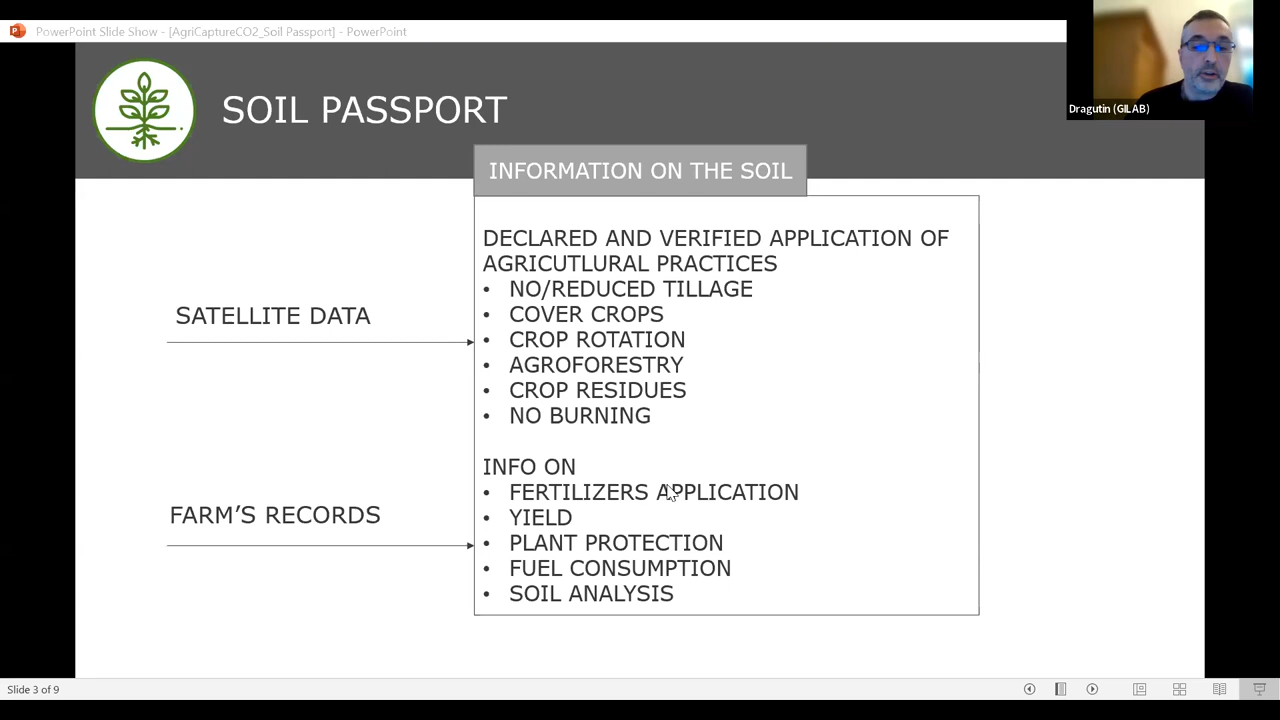 PowerPoint Slide Show - [AgriCaptureCO2_Soil Passport] - PowerPoint
Dragutin (GILAB)
SOIL PASSPORT
INFORMATION ON THE SOIL
DECLARED AND VERIFIED APPLICATION OF
AGRICUTLURAL PRACTICES
• NO/REDUCED TILLAGE
• COVER CROPS
• CROP ROTATION
• AGROFORESTRY
• CROP RESIDUES
• NO BURNING
SATELLITE DATA
INFO ON
• FERTILIZERS APPLICATION
• YIELD
• PLANT PROTECTION
• FUEL CONSUMPTION
• SOIL ANALYSIS
FARM’S RECORDS
Slide 3 of 9